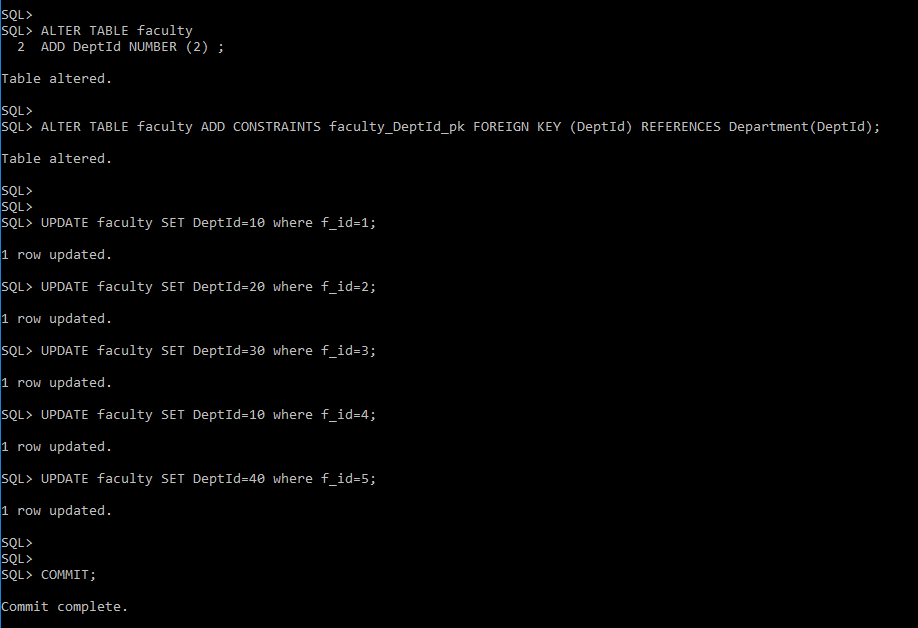 SQL>
SQL> ALTER TABLE faculty
  2  ADD DeptId NUMBER (2) ;
Table altered.
SQL>
SQL> ALTER TABLE faculty ADD CONSTRAINTS faculty_DeptId_pk FOREIGN KEY (DeptId) REFERENCES Department(DeptId);
Table altered.
SQL>
SQL>
SQL> UPDATE faculty SET DeptId=10 where f_id=1;
1 row updated.
SQL> UPDATE faculty SET DeptId=20 where f_id=2;
1 row updated.
SQL> UPDATE faculty SET DeptId=30 where f_id=3;
1 row updated.
SQL> UPDATE faculty SET DeptId=10 where f_id=4;
1 row updated.
SQL> UPDATE faculty SET DeptId=40 where f_id=5;
1 row updated.
SQL>
SQL>
SQL> COMMIT;
Commit complete.